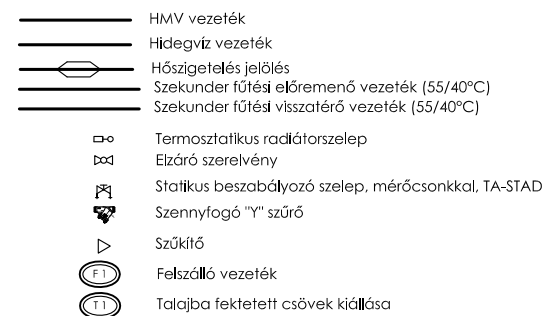 HMV vezeték
Hidegvíz vezeték
Hőszigetelés jelölés
Szekunder fűtési előremenő vezeték (55/40°C)
Szekunder fűtési visszatérő vezeték (55/40°C)
Termosztatikus radiátorszelep
Elzáró szerelvény
Statikus beszabályozó szelep, mérőcsonkkal, TA-STAD
Szennyfogó "Y" szűrő
Szűkítő
F1 Felszálló vezeték
T1 Talajba fektetett csövek kiállása